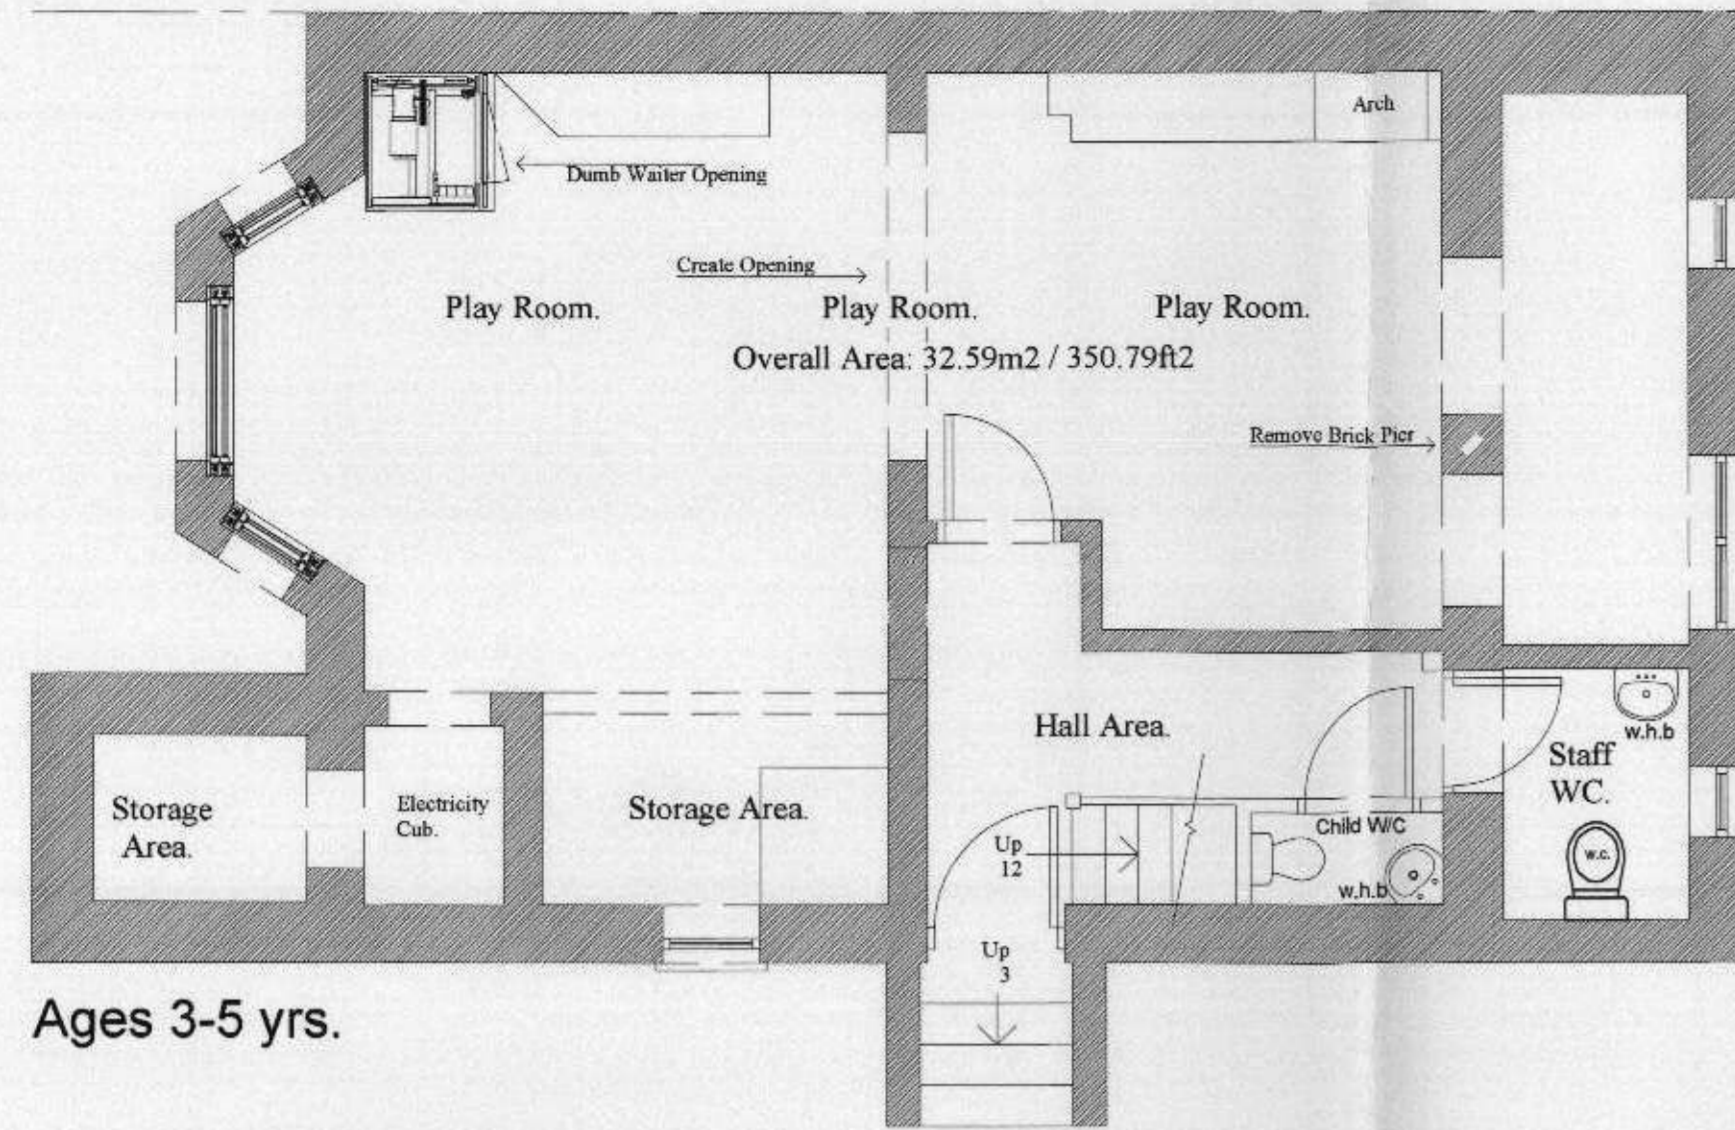 Arch
Dumb Waiter Opening
Create Opening
Play Room.
Play Room.
Play Room.
Overall Area: 32.59m2 / 350.79ft2
Remove Brick Pier
Hall Area.
w.h.b
Staff
WC.
Storage
Area.
Electricity
Cub.
Storage Area.
Up
12
Child W/C
w.h.b
w.c.
Up
3
Ages 3-5 yrs.